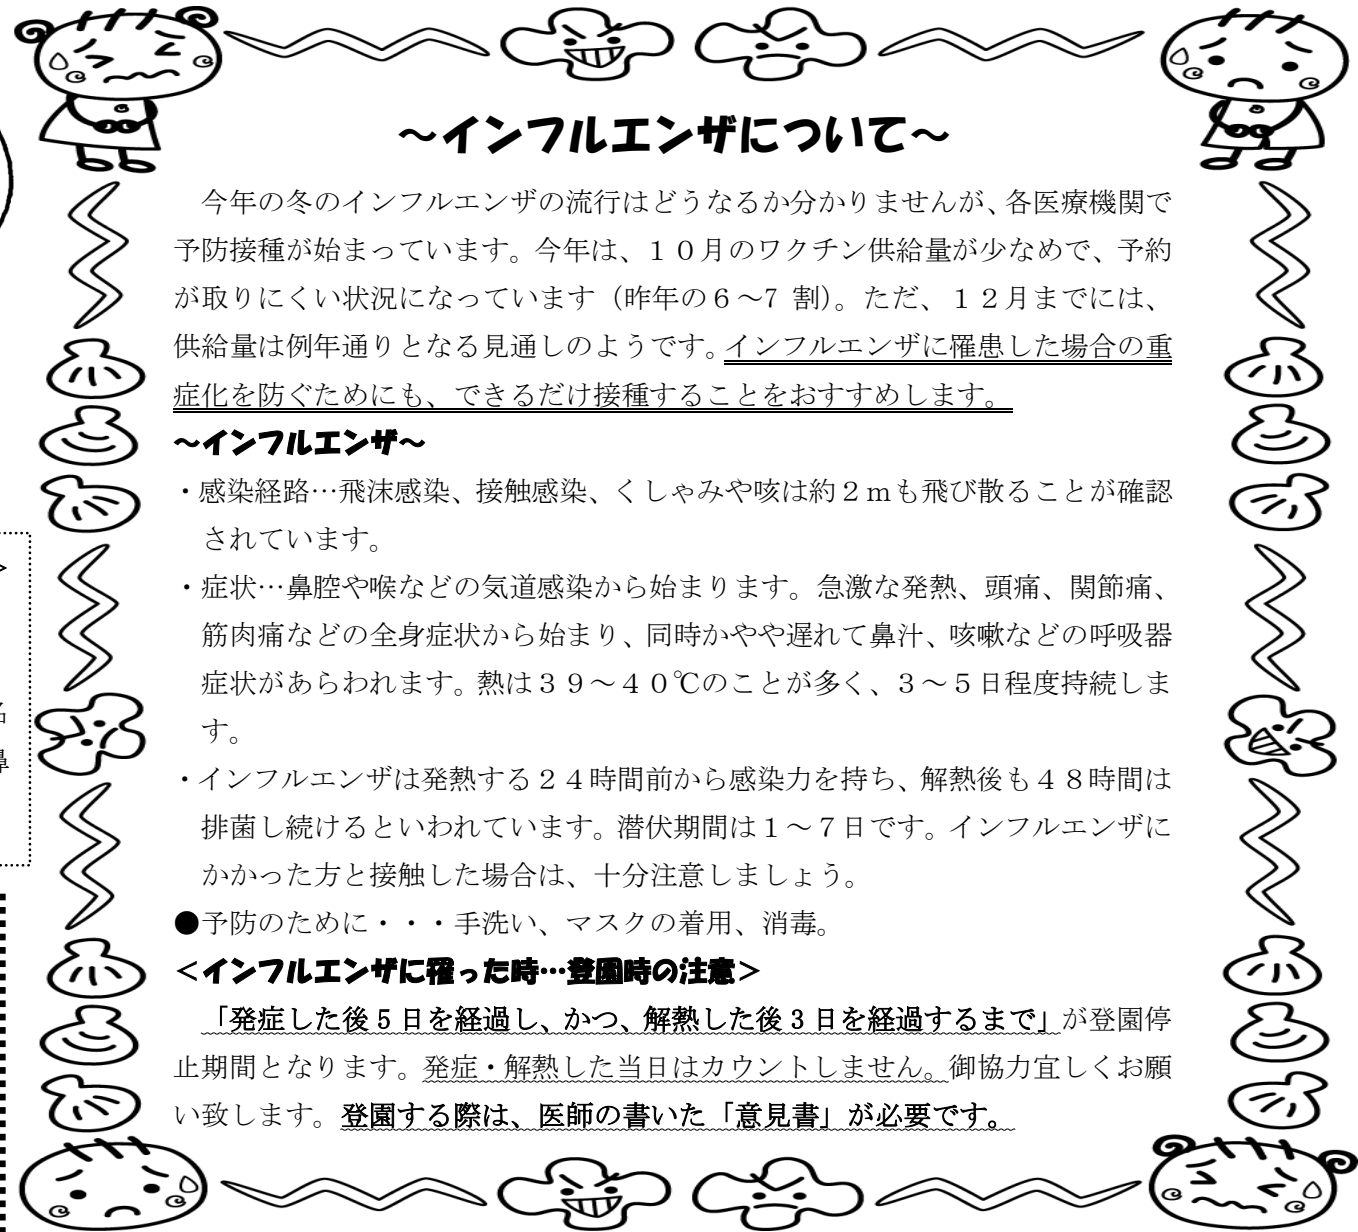 ～インフルエンザについて～
今年の冬のインフルエンザの流行はどうなるか分かりませんが、各医療機関で
予防接種が始まっています。今年は、１０月のワクチン供給量が少なめで、予約
が取りにくい状況になっています（昨年の６～7 割）。ただ、１２月までには、
供給量は例年通りとなる見通しのようです。インフルエンザに罹患した場合の重
症化を防ぐためにも、できるだけ接種することをおすすめします。
～インフルエンザ～
・感染経路…飛沫感染、接触感染、くしゃみや咳は約２ｍも飛び散ることが確認
されています。
・症状…鼻腔や喉などの気道感染から始まります。急激な発熱、頭痛、関節痛、
筋肉痛などの全身症状から始まり、同時かやや遅れて鼻汁、咳嗽などの呼吸器
症状があらわれます。熱は３９～４０℃のことが多く、３～５日程度持続しま
す。
・インフルエンザは発熱する２４時間前から感染力を持ち、解熱後も４８時間は
排菌し続けるといわれています。潜伏期間は１～７日です。インフルエンザに
かかった方と接触した場合は、十分注意しましょう。
●予防のために・・・手洗い、マスクの着用、消毒。
＜インフルエンザに罹った時…登園時の注意＞
「発症した後 5 日を経過し、かつ、解熱した後 3 日を経過するまで」が登園停
止期間となります。発症・解熱した当日はカウントしません。御協力宜しくお願
い致します。登園する際は、医師の書いた「意見書」が必要です。